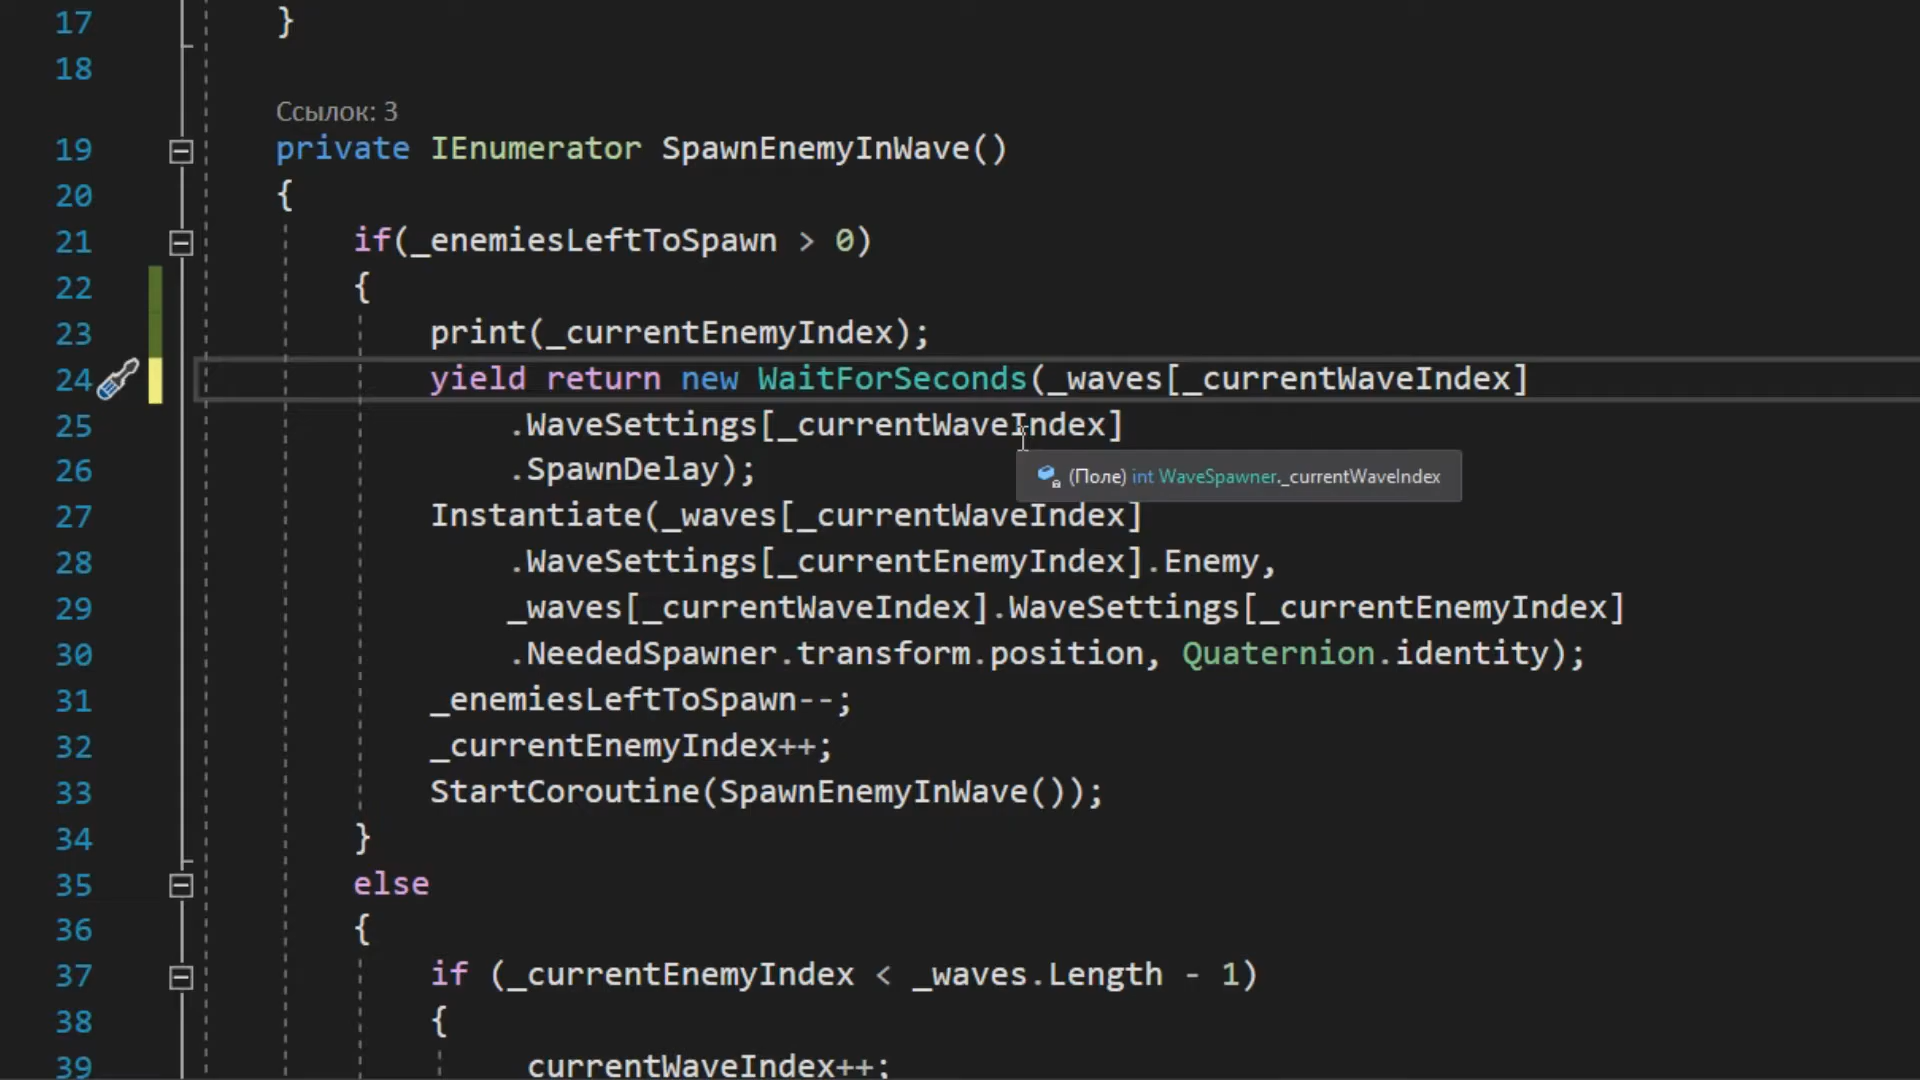 17 }
18
Ссылок: 3
19 private IEnumerator SpawnEnemyInWave()
20 {
21 if(_enemiesLeftToSpawn > 0)
22 {
23 print(_currentEnemyIndex);
24 yield return new WaitForSeconds(_waves[_currentWaveIndex]
25 .WaveSettings[_currentWaveIndex]
26 .SpawnDelay);
(Поле) int WaveSpawner._currentWaveIndex
27 Instantiate(_waves[_currentWaveIndex]
28 .WaveSettings[_currentEnemyIndex].Enemy,
29 _waves[_currentWaveIndex].WaveSettings[_currentEnemyIndex]
30 .NeededSpawner.transform.position, Quaternion.identity);
31 _enemiesLeftToSpawn--;
32 _currentEnemyIndex++;
33 StartCoroutine(SpawnEnemyInWave());
34 }
35 else
36 {
37 if (_currentEnemyIndex < _waves.Length - 1)
38 {
39 currentWaveIndex++;